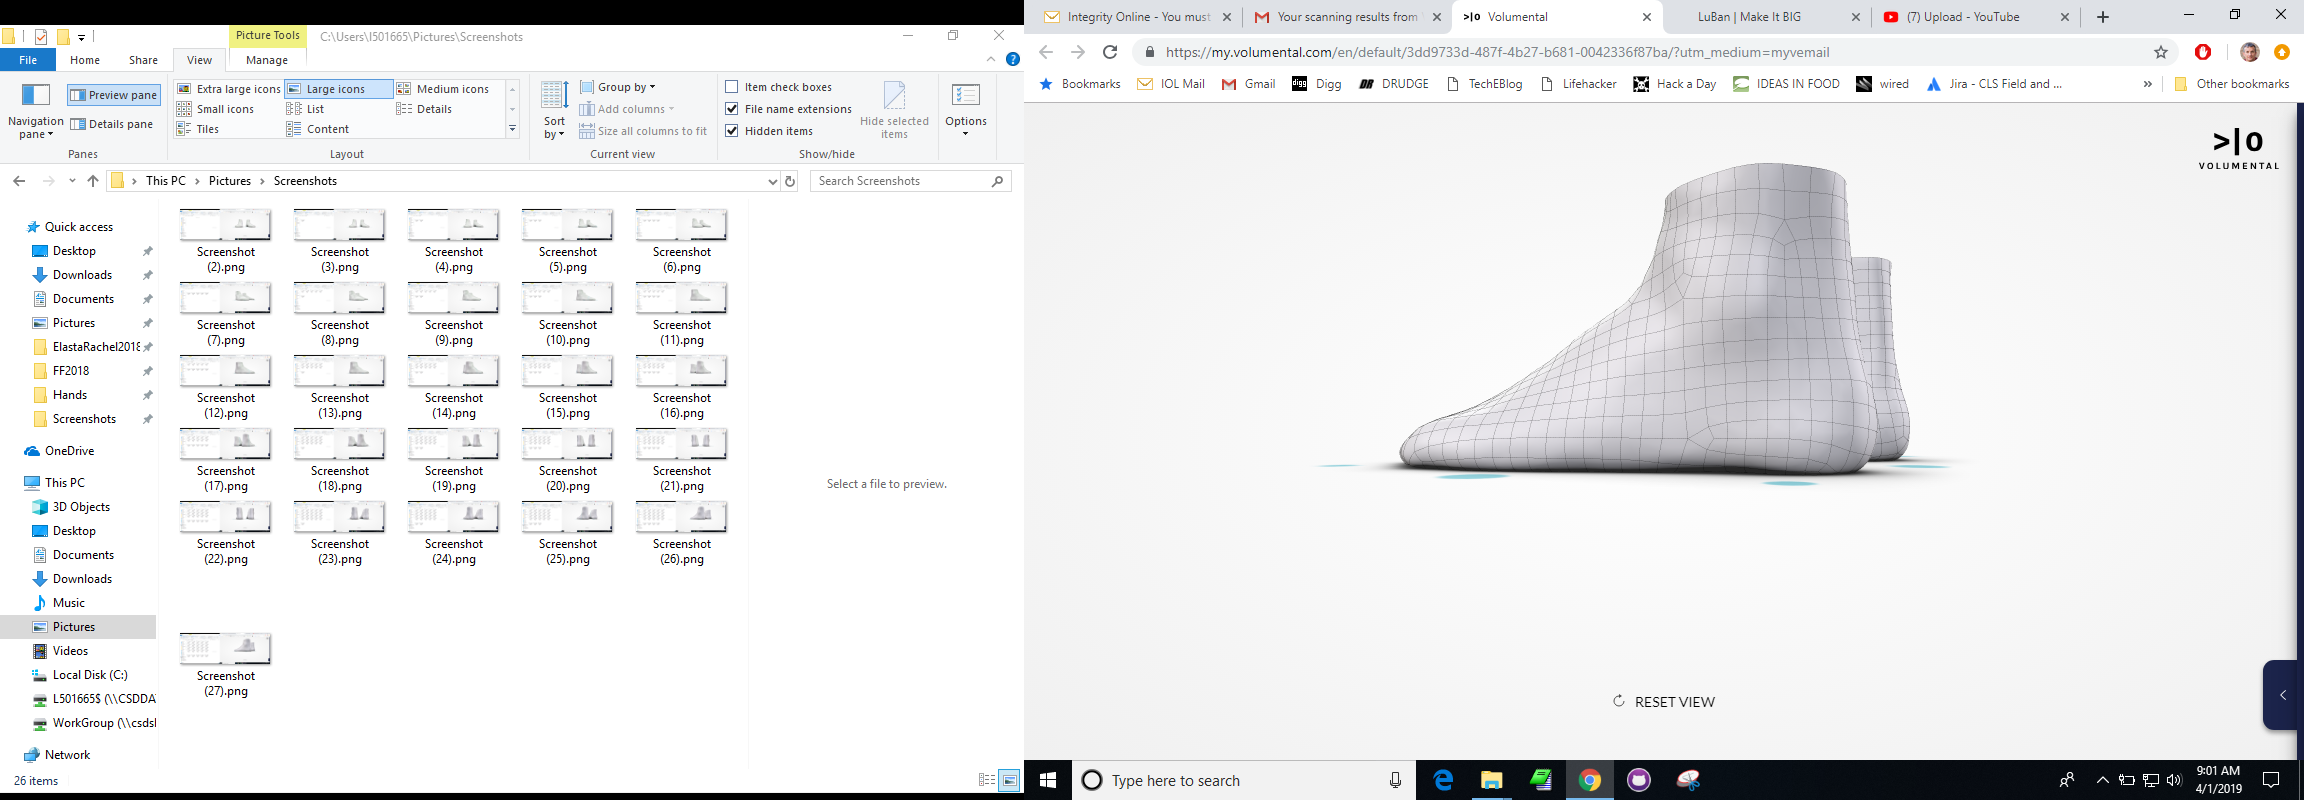 Picture Tools
C:\Users\I501665\Pictures\Screenshots
File Home Share View Manage
Navigation pane
Preview pane
Details pane
Panes
Extra large icons Large icons Medium icons
Small icons List Details
Tiles Content
Layout
Sort by
Group by
Add columns
Size all columns to fit
Current view
Item check boxes
File name extensions
Hidden items
Hide selected items
Show/hide
Options
This PC Pictures Screenshots
Search Screenshots
Quick access
Desktop
Downloads
Documents
Pictures
ElastaRachel2018
FF2018
Hands
Screenshots
OneDrive
This PC
3D Objects
Desktop
Documents
Downloads
Music
Pictures
Videos
Local Disk (C:)
L501665$ (\\CSDDA
WorkGroup (\\csds
Network
26 items
Screenshot (2).png
Screenshot (3).png
Screenshot (4).png
Screenshot (5).png
Screenshot (6).png
Screenshot (7).png
Screenshot (8).png
Screenshot (9).png
Screenshot (10).png
Screenshot (11).png
Screenshot (12).png
Screenshot (13).png
Screenshot (14).png
Screenshot (15).png
Screenshot (16).png
Screenshot (17).png
Screenshot (18).png
Screenshot (19).png
Screenshot (20).png
Screenshot (21).png
Screenshot (22).png
Screenshot (23).png
Screenshot (24).png
Screenshot (25).png
Screenshot (26).png
Screenshot (27).png
Select a file to preview.
Integrity Online - You must
Your scanning results from
>|o Volumental
LuBan | Make It BIG
(7) Upload - YouTube
https://my.volumental.com/en/default/3dd9733d-487f-4b27-b681-0042336f87ba/?utm_medium=myvemail
Bookmarks IOL Mail Gmail digg Digg DR DRUDGE TechEBlog Lifehacker Hack a Day IDEAS IN FOOD wired Jira - CLS Field and ... » Other bookmarks
>|o
VOLUMENTAL
RESET VIEW
Type here to search
9:01 AM
4/1/2019